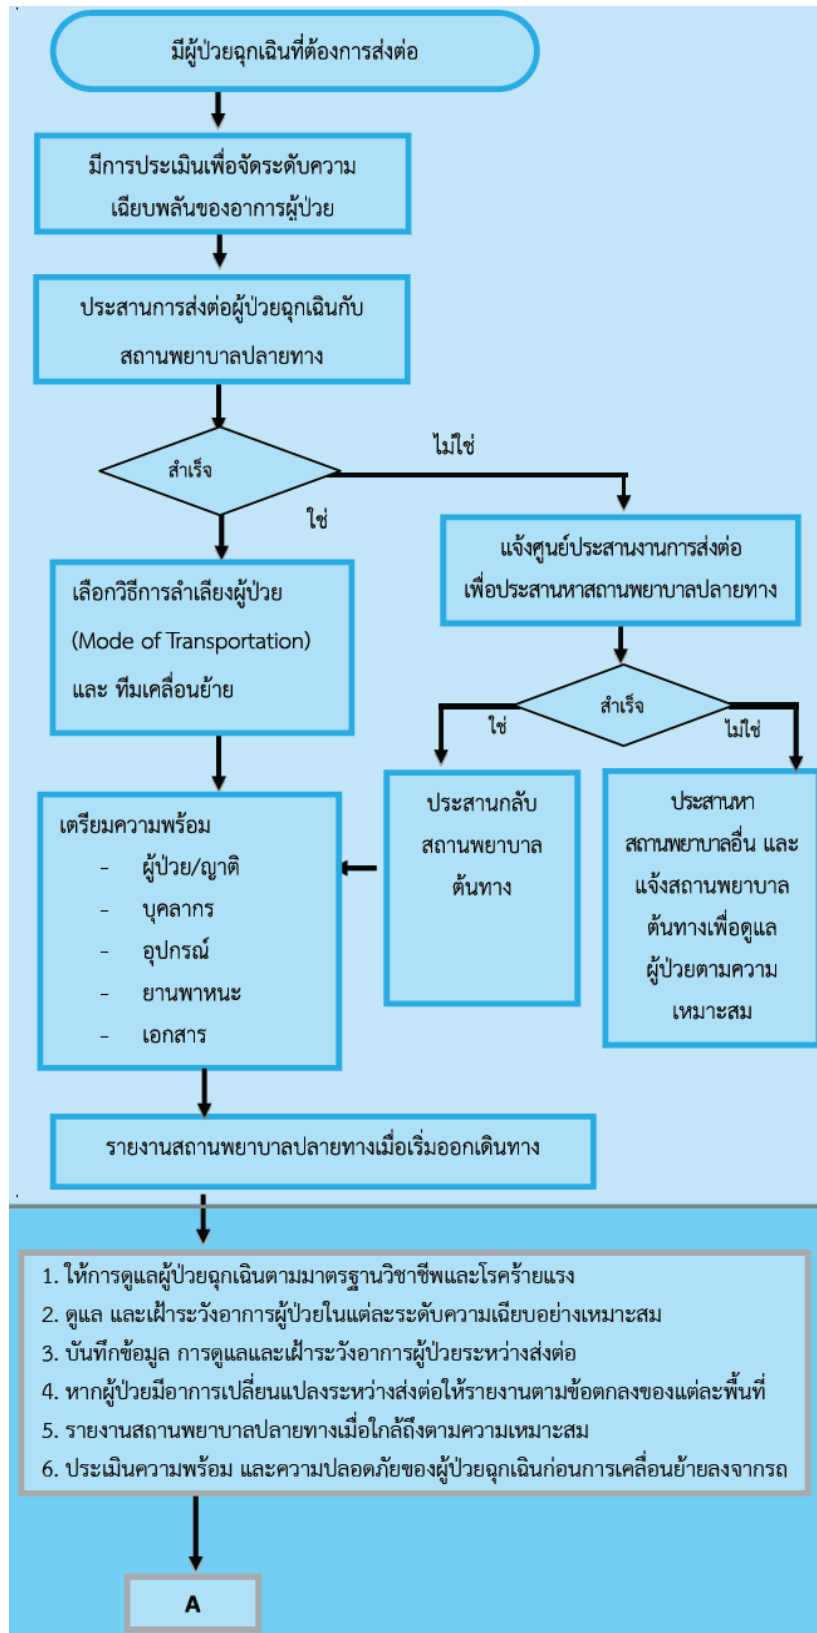 มีผู้ป่วยฉุกเฉินที่ต้องการส่งต่อ
มีการประเมินเพื่อจัดระดับความ
เฉียบพลันของอาการผู้ป่วย
ประสานการส่งต่อผู้ป่วยฉุกเฉินกับ
สถานพยาบาลปลายทาง
สำเร็จ
ไม่ใช่
ใช่
แจ้งศูนย์ประสานงานการส่งต่อ
เพื่อประสานหาสถานพยาบาลปลายทาง
เลือกวิธีการลำเลียงผู้ป่วย
(Mode of Transportation)
และ ทีมเคลื่อนย้าย
สำเร็จ
ใช่
ไม่ใช่
ประสานกลับ
สถานพยาบาล
ต้นทาง
ประสานหา
สถานพยาบาลอื่น และ
แจ้งสถานพยาบาล
ต้นทางเพื่อดูแล
ผู้ป่วยตามความ
เหมาะสม
เตรียมความพร้อม
- ผู้ป่วย/ญาติ
- บุคลากร
- อุปกรณ์
- ยานพาหนะ
- เอกสาร
รายงานสถานพยาบาลปลายทางเมื่อเริ่มออกเดินทาง
1. ให้การดูแลผู้ป่วยฉุกเฉินตามมาตรฐานวิชาชีพและโรคร้ายแรง
2. ดูแล และเฝ้าระวังอาการผู้ป่วยในแต่ละระดับความเฉียบอย่างเหมาะสม
3. บันทึกข้อมูล การดูแลและเฝ้าระวังอาการผู้ป่วยระหว่างส่งต่อ
4. หากผู้ป่วยมีอาการเปลี่ยนแปลงระหว่างส่งต่อให้รายงานตามข้อตกลงของแต่ละพื้นที่
5. รายงานสถานพยาบาลปลายทางเมื่อใกล้ถึงตามความเหมาะสม
6. ประเมินความพร้อม และความปลอดภัยของผู้ป่วยฉุกเฉินก่อนการเคลื่อนย้ายลงจากรถ
A